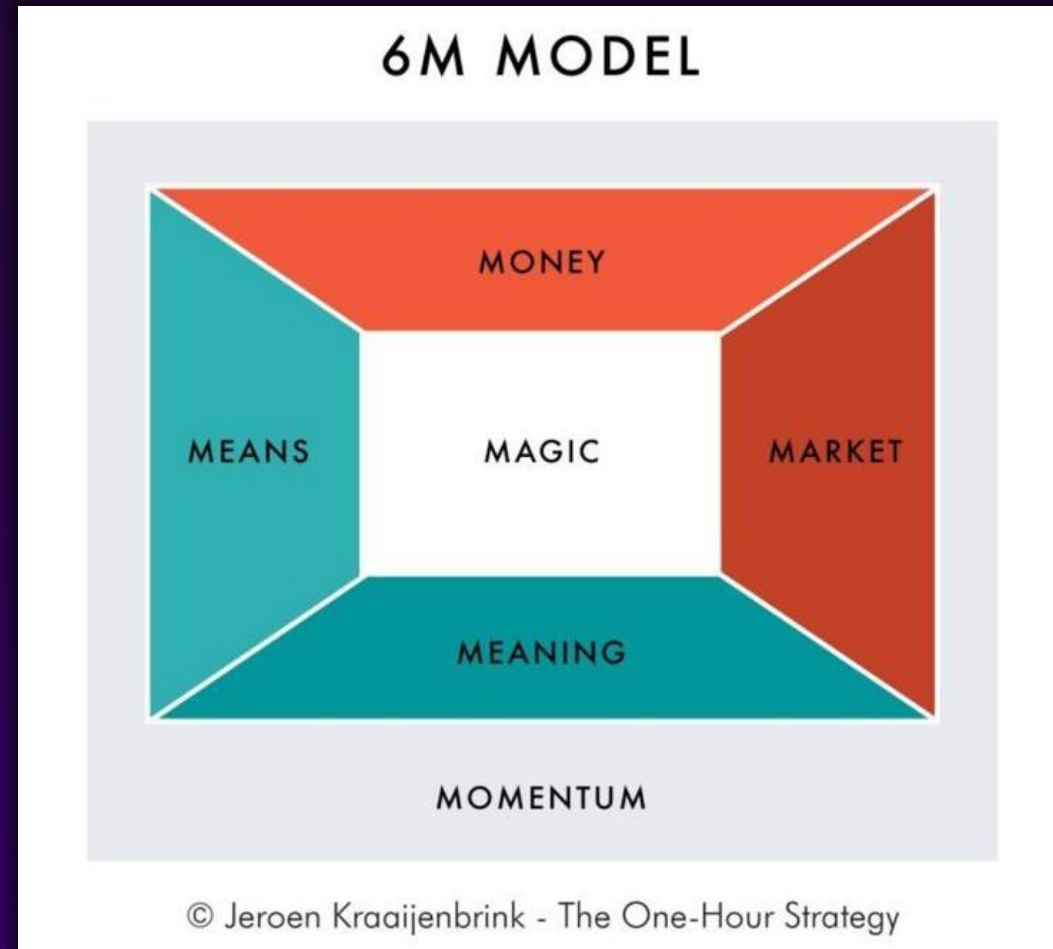 6M MODEL
MONEY
MEANS
MAGIC
MARKET
MEANING
MOMENTUM
© Jeroen Kraaijenbrink - The One-Hour Strategy